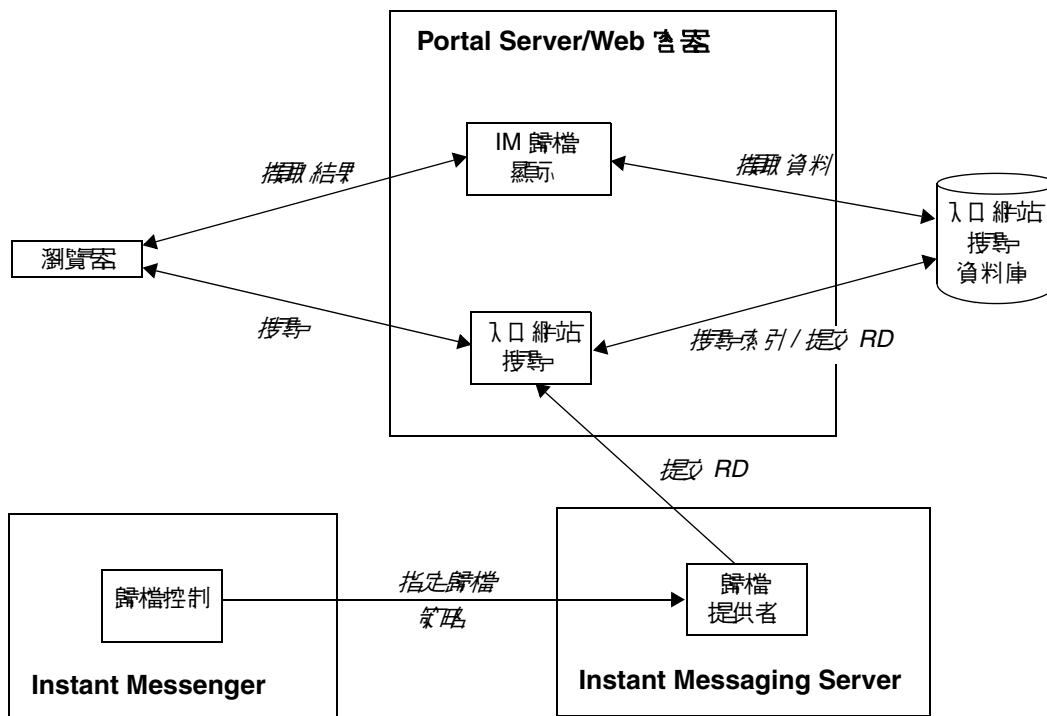 Portal Server/Web 容器
IM 歸檔
顯示
擷取 結果
擷取 資料
入口網站
搜尋
資料庫
瀏覽器
搜尋
入口網站
搜尋
搜尋索引 / 提交 RD
提交 RD
歸檔控制
指定歸檔
策略
歸檔
提供者
Instant Messenger
Instant Messaging Server